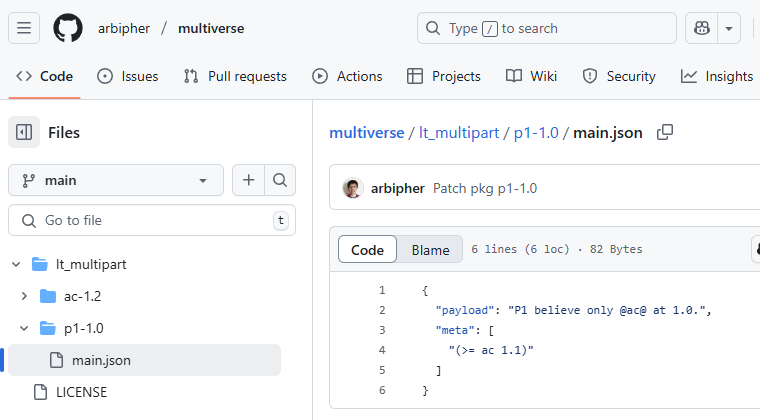 arbipher / multiverse
Type / to search
Code Issues Pull requests Actions Projects Wiki Security Insights
Files
main
Go to file t
lt_multipart
ac-1.2
p1-1.0
main.json
LICENSE
multiverse / lt_multipart / p1-1.0 / main.json
arbipher Patch pkg p1-1.0
Code Blame 6 lines (6 loc) · 82 Bytes
1 {
2 "payload": "P1 believe only @ac@ at 1.0.",
3 "meta": [
4 "(>= ac 1.1)"
5 ]
6 }